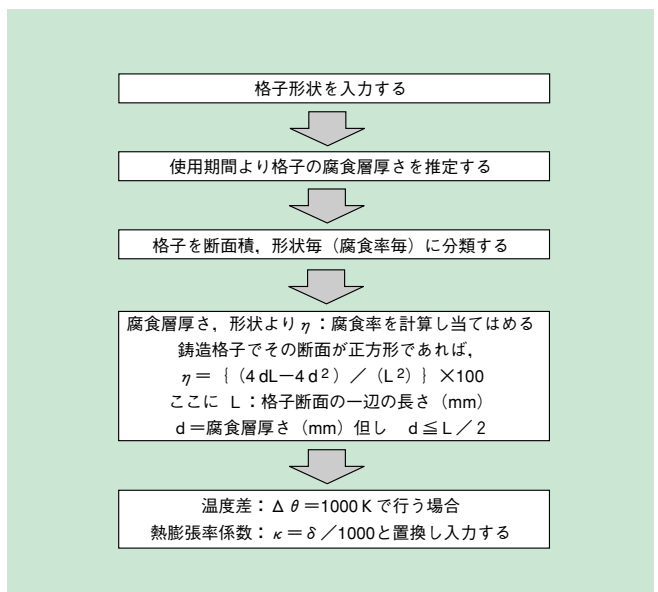 格子形状を入力する
使用期間より格子の腐食層厚さを推定する
格子を断面積，形状毎（腐食率毎）に分類する
腐食層厚さ，形状よりη：腐食率を計算し当てはめる
鋳造格子でその断面が正方形であれば，
η＝｛（4 dL－4 d²）／（L²）｝×100
ここに L：格子断面の一辺の長さ（mm）
d＝腐食層厚さ（mm）但し d≦L／2
温度差：Δθ＝1000 K で行う場合
熱膨張率係数：κ＝δ／1000と置換し入力する